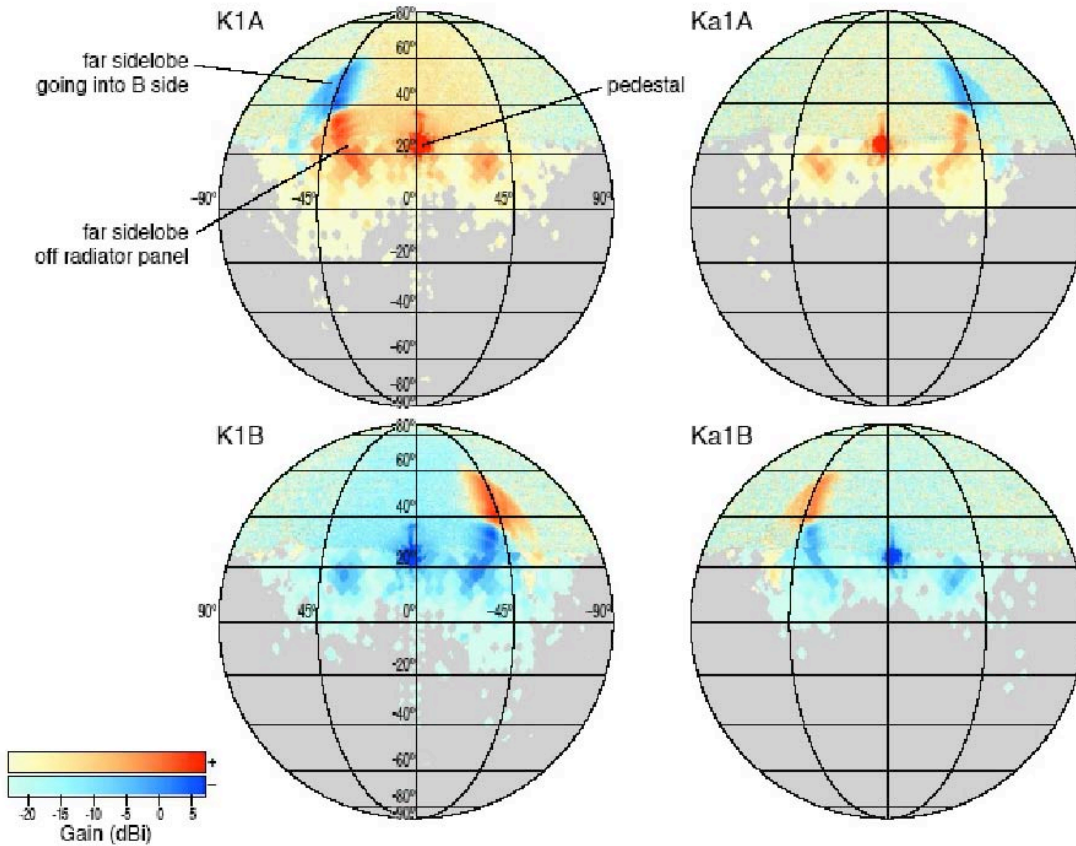 K1A
80°
60°
40°
20°
0°
-20°
-40°
-60°
-80°
-90°
-90°
-45°
45°
90°
far sidelobe
going into B side
pedestal
far sidelobe
off radiator panel
Ka1A
K1B
80°
60°
40°
20°
0°
-20°
-40°
-60°
-80°
-90°
90°
45°
-45°
-90°
Ka1B
+
−
-20 -15 -10 -5 0 5
Gain (dBi)